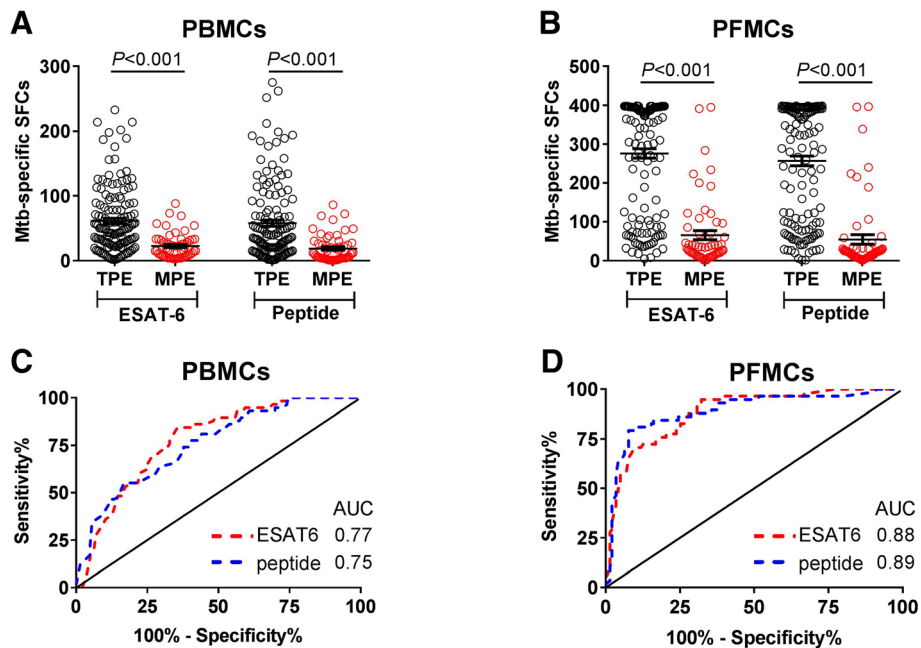 A
PBMCs
P<0.001
P<0.001
Mtb-specific SFCs
300
200
100
0
TPE
MPE
TPE
MPE
ESAT-6
Peptide
B
PFMCs
P<0.001
P<0.001
Mtb-specific SFCs
500
400
300
200
100
0
TPE
MPE
TPE
MPE
ESAT-6
Peptide
C
PBMCs
Sensitivity%
100
75
50
25
0
AUC
ESAT6 0.77
peptide 0.75
0 25 50 75 100
100% - Specificity%
D
PFMCs
Sensitivity%
100
75
50
25
0
AUC
ESAT6 0.88
peptide 0.89
0 25 50 75 100
100% - Specificity%